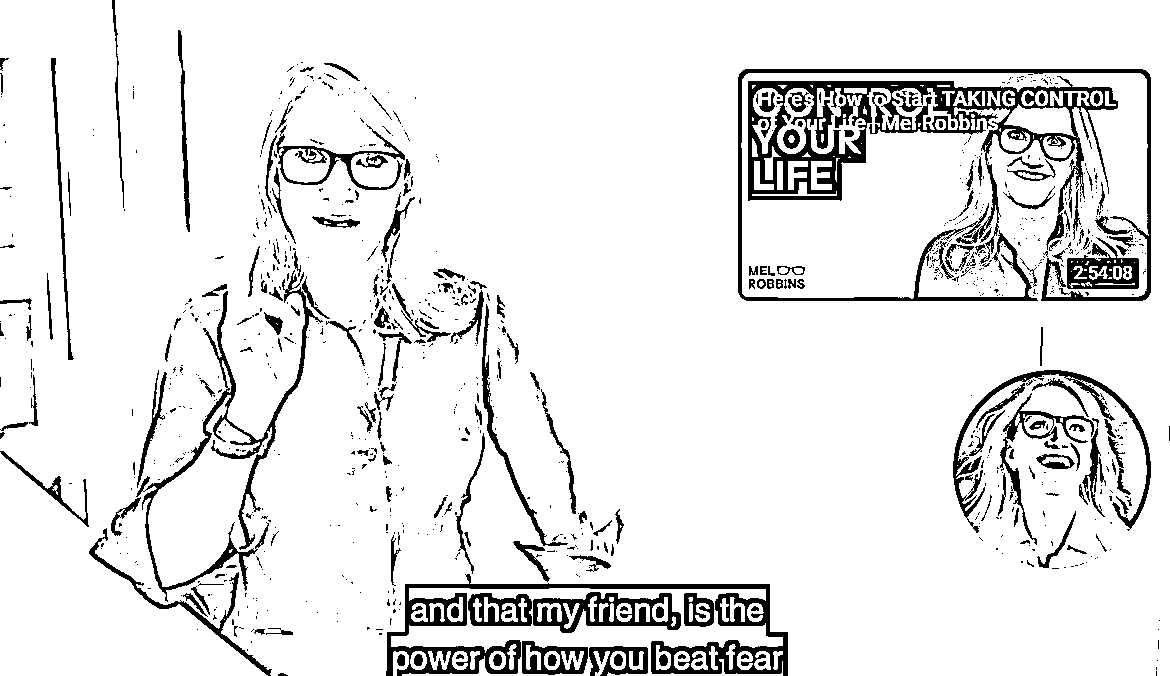 CONTROL
YOUR
LIFE
Here's How to Start TAKING CONTROL
of Your Life | Mel Robbins
MEL
ROBBINS
2:54:08
and that my friend, is the
power of how you beat fear